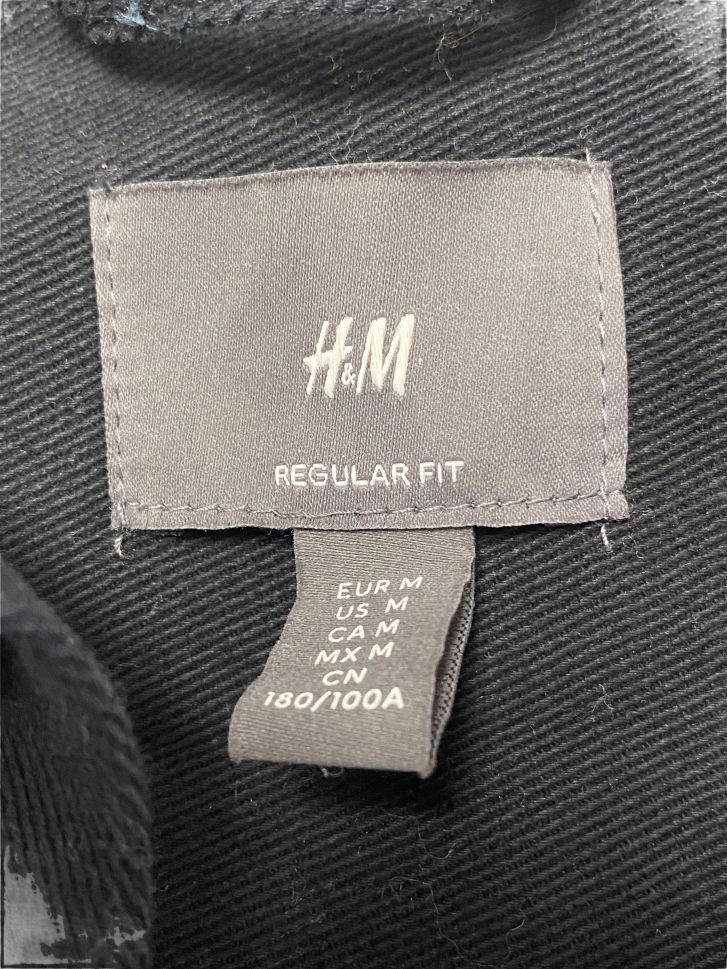 H&M
REGULAR FIT
EUR M
US M
CA M
MX M
CN
180/100A